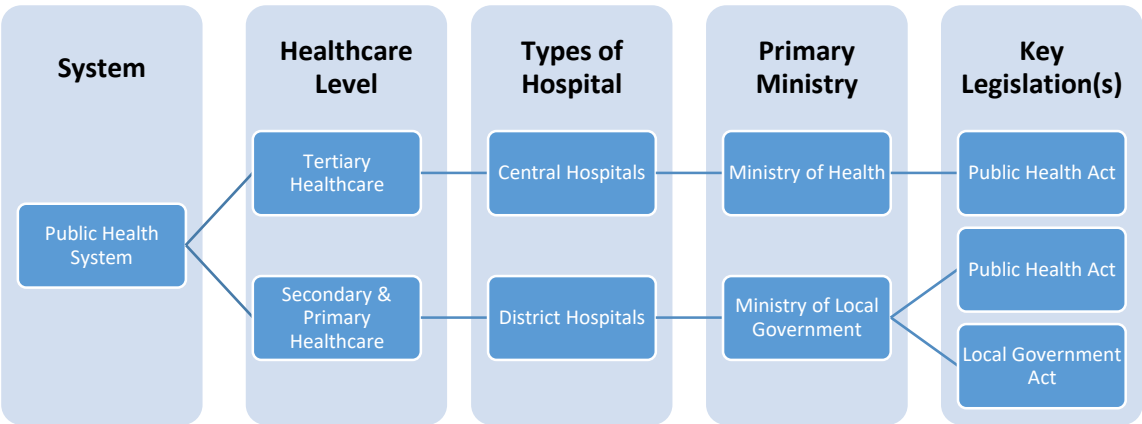 System
Healthcare
Level
Types of
Hospital
Primary
Ministry
Key
Legislation(s)
Public Health
System
Tertiary
Healthcare
Central Hospitals
Ministry of Health
Public Health Act
Secondary &
Primary
Healthcare
District Hospitals
Ministry of Local
Government
Public Health Act
Local Government
Act